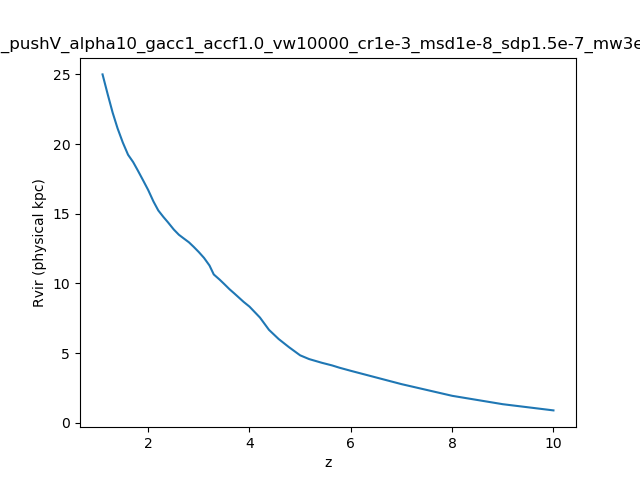 _pushV_alpha10_gacc1_accf1.0_vw10000_cr1e-3_msd1e-8_sdp1.5e-7_mw3e
25
20
15
10
5
0
Rvir (physical kpc)
2 4 6 8 10
z